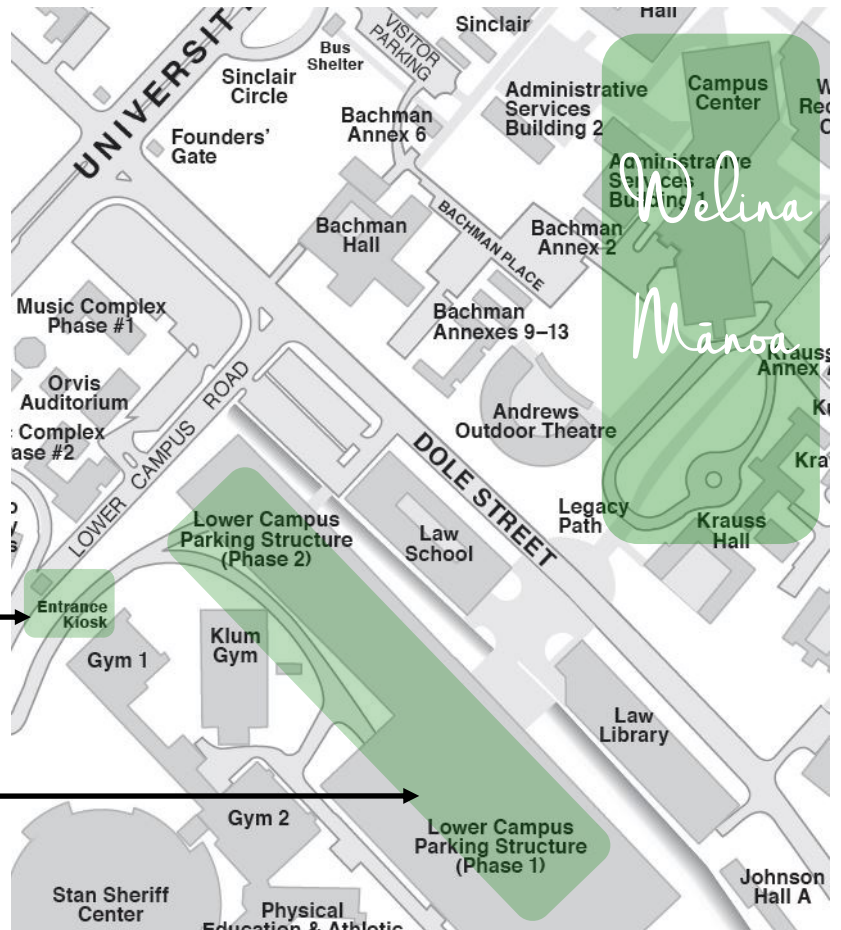 Hall
Sinclair
VISITOR
PARKING
Bus
Shelter
UNIVERSIT
Sinclair
Circle
Campus
Center
Administrative
Services
Building 2
Bachman
Annex 6
Founders'
Gate
Administrative
Services
Building 1
Welina
Mānoa
BACHMAN PLACE
Bachman
Hall
Bachman
Annex 2
Music Complex
Phase #1
Bachman
Annexes 9–13
Krauss
Annex
Orvis
Auditorium
Complex
ase #2
LOWER CAMPUS ROAD
Andrews
Outdoor Theatre
DOLE STREET
Kra
Legacy
Path
Krauss
Hall
Lower Campus
Parking Structure
(Phase 2)
Law
School
Entrance
Kiosk
Klum
Gym
Gym 1
Law
Library
Gym 2
Lower Campus
Parking Structure
(Phase 1)
Johnson
Hall A
Stan Sheriff
Center
Physical
Education & Athletic